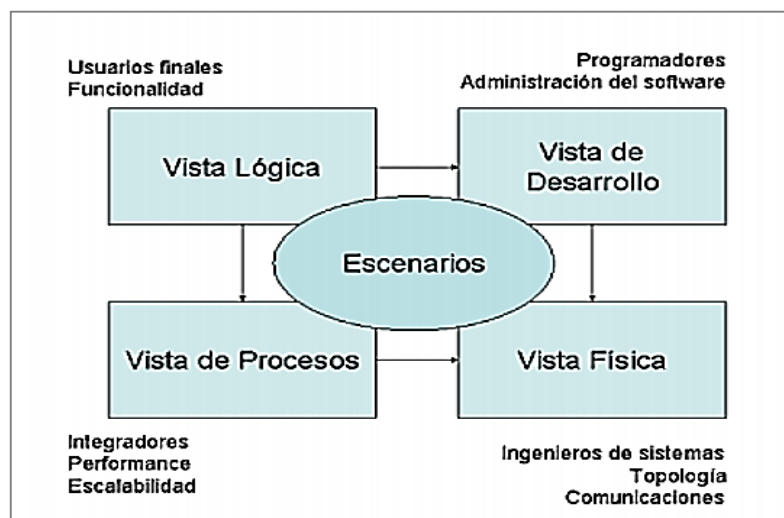 Usuarios finales
Funcionalidad
Programadores
Administración del software
Vista Lógica
Vista de
Desarrollo
Escenarios
Vista de Procesos
Vista Física
Integradores
Performance
Escalabilidad
Ingenieros de sistemas
Topología
Comunicaciones